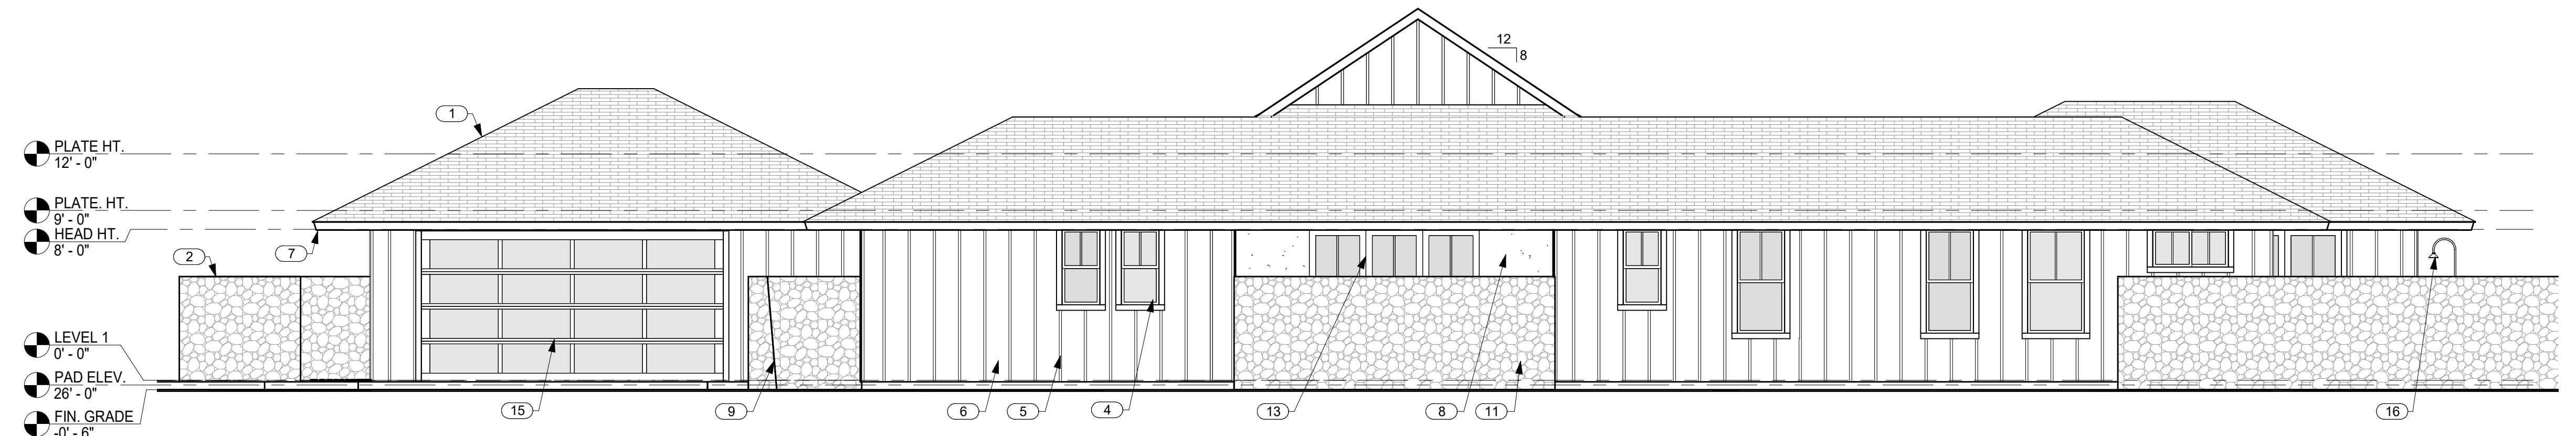 12
8
1
PLATE HT.
12' - 0"
PLATE. HT.
9' - 0"
HEAD HT.
8' - 0"
7
2
16
LEVEL 1
0' - 0"
PAD ELEV.
26' - 0"
FIN. GRADE
-0' - 6"
15
9
6
5
4
13
8
11